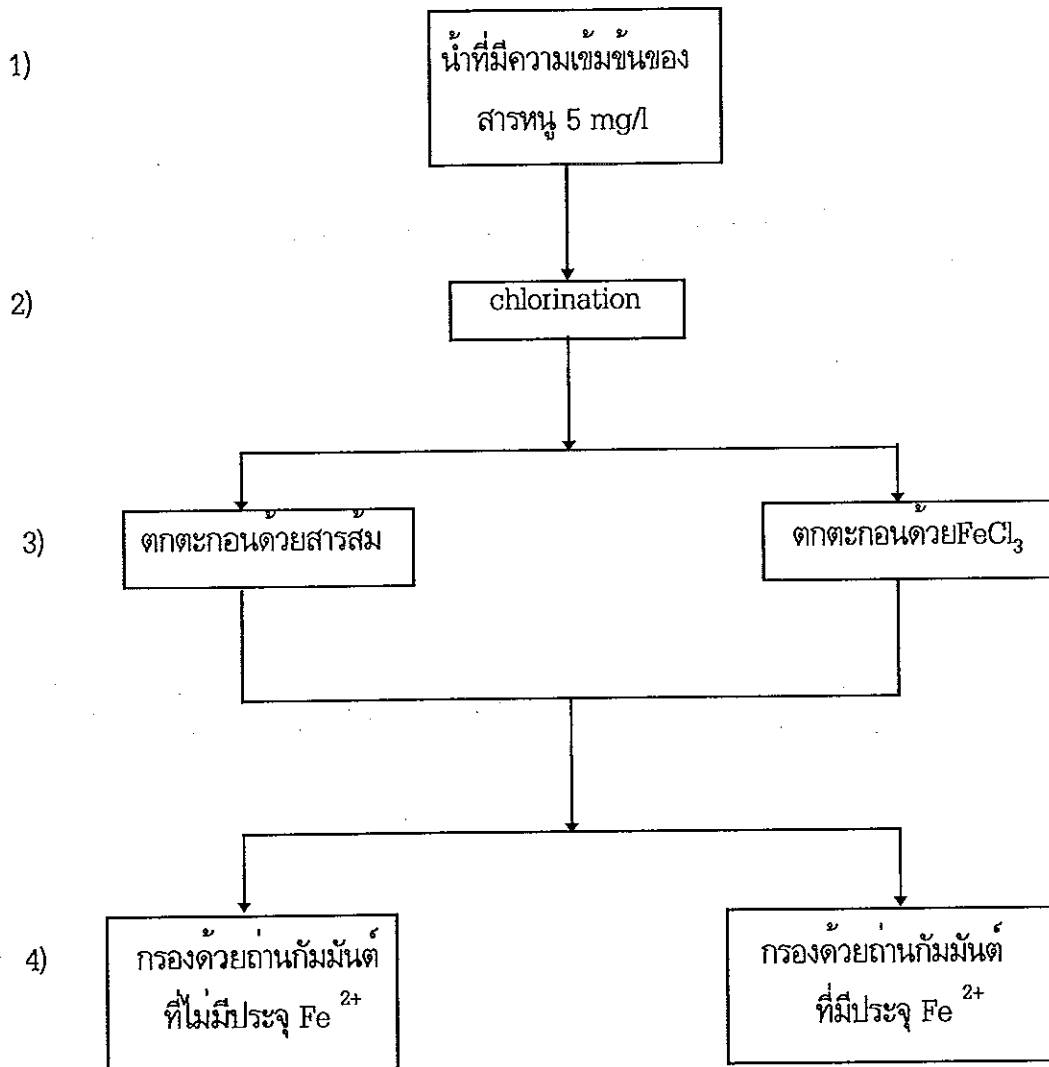 1)
น้ำที่มีความเข้มข้นของ
สารหนู 5 mg/l
2)
chlorination
3)
ตกตะกอนด้วยสารส้ม
ตกตะกอนด้วยFeCl₃
4)
กรองด้วยถ่านกัมมันต์
ที่ไม่มีประจุ Fe ²⁺
กรองด้วยถ่านกัมมันต์
ที่มีประจุ Fe ²⁺